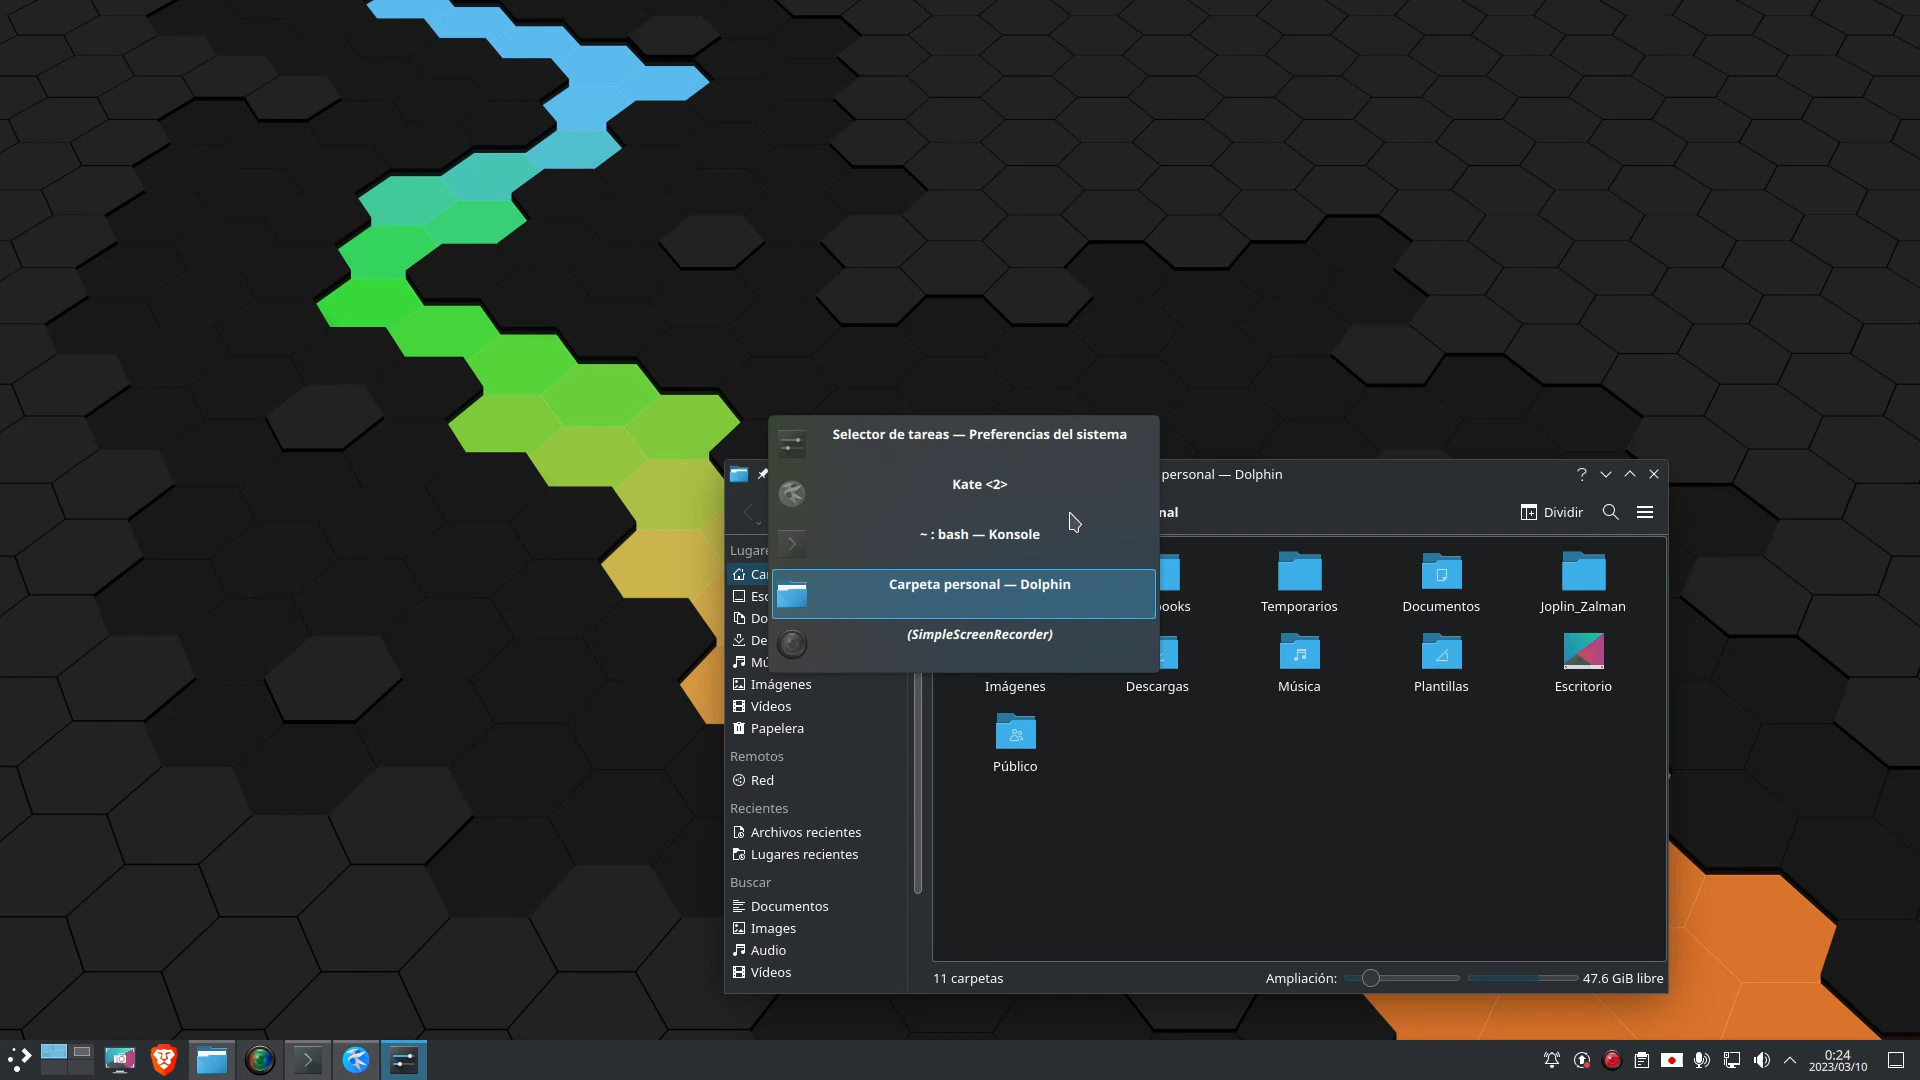 Selector de tareas — Preferencias del sistema
Kate <2>
~ : bash — Konsole
Carpeta personal — Dolphin
(SimpleScreenRecorder)
personal — Dolphin
nal
Dividir
Lugare
Ca
Esc
Do
De
Mú
Imágenes
Vídeos
Papelera
Remotos
Red
Recientes
Archivos recientes
Lugares recientes
Buscar
Documentos
Images
Audio
Vídeos
ooks
Temporarios
Documentos
Joplin_Zalman
Imágenes
Descargas
Música
Plantillas
Escritorio
Público
11 carpetas
Ampliación:
47.6 GiB libre
0:24
2023/03/10